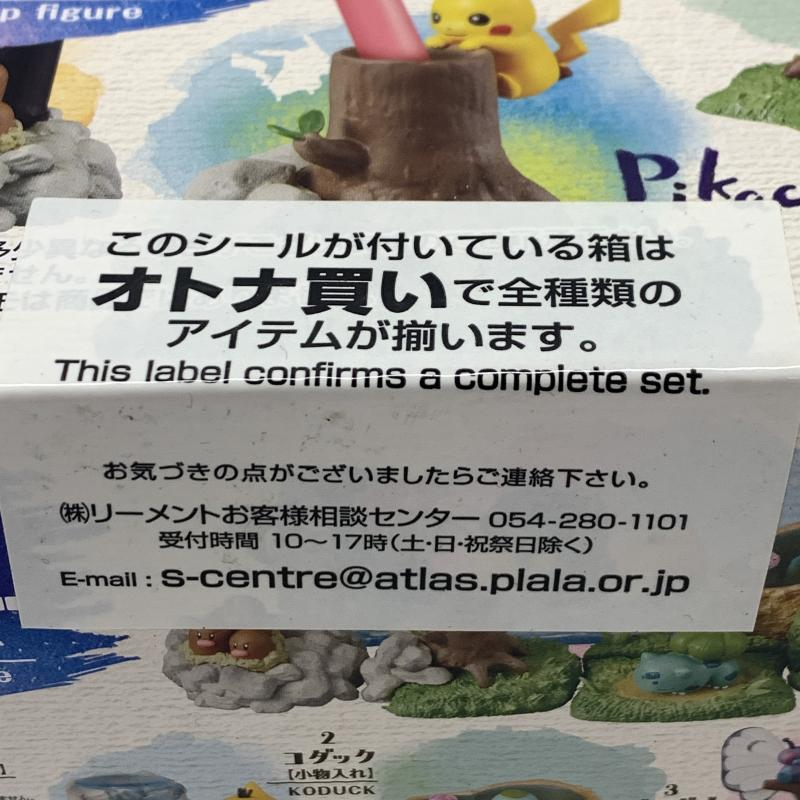 p figure
Pikac
このシールが付いている箱は
オトナ買いで全種類の
アイテムが揃います。
This label confirms a complete set.
お気づきの点がございましたらご連絡下さい。
㈱リーメントお客様相談センター 054-280-1101
受付時間 10～17時(土・日・祝祭日除く)
E-mail : s-centre@atlas.plala.or.jp
2
コダック
[小物入れ]
KODUCK
3